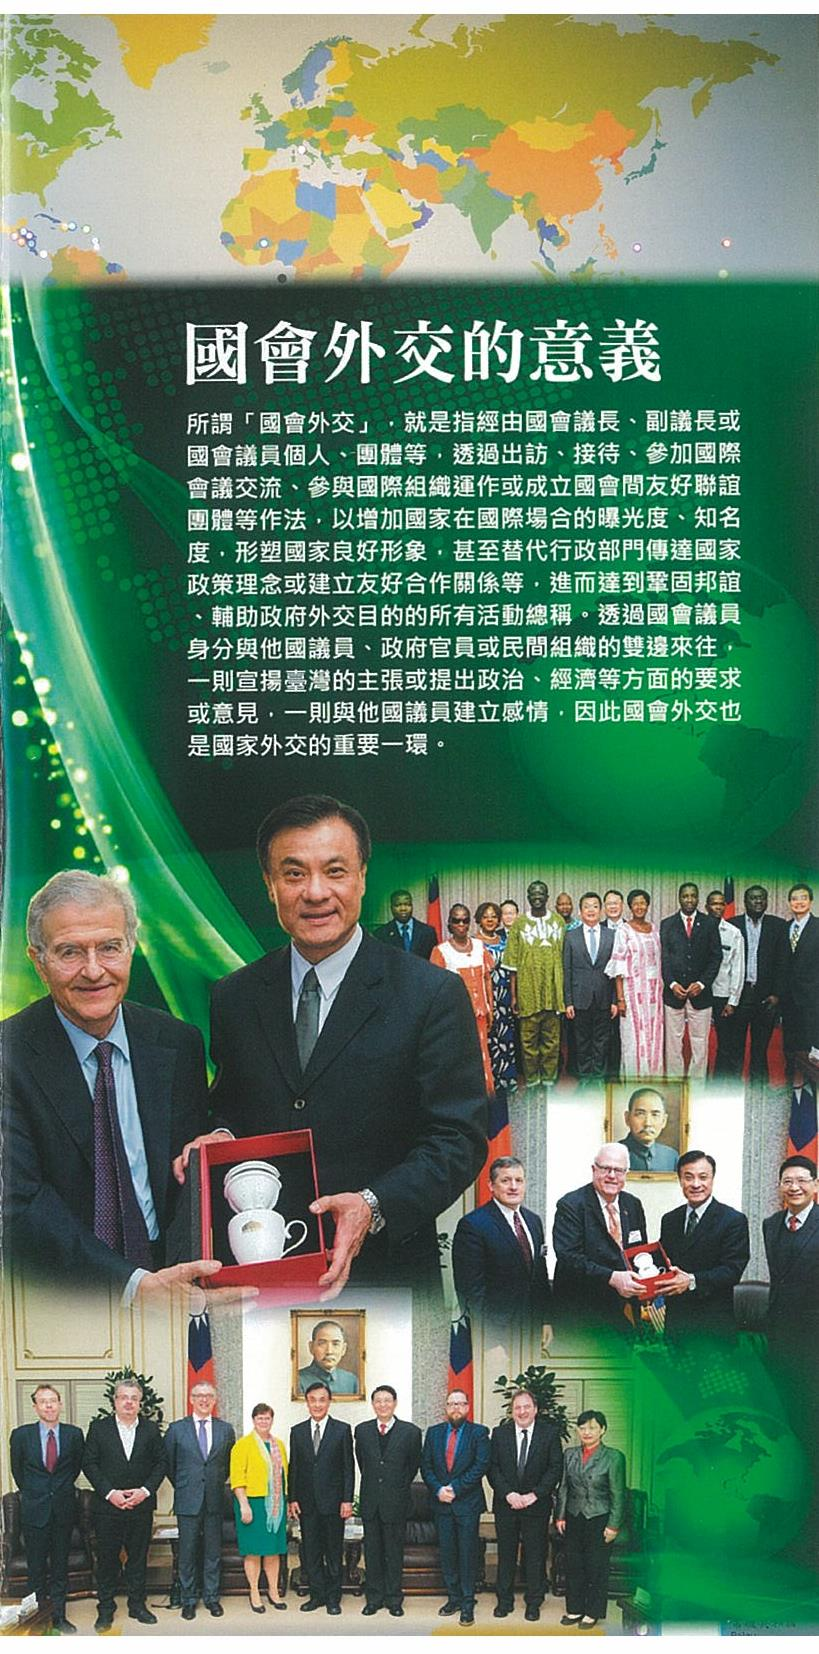 國會外交的意義
所謂「國會外交」，就是指經由國會議長、副議長或
國會議員個人、團體等，透過出訪、接待、參加國際
會議交流、參與國際組織運作或成立國會間友好聯誼
團體等作法，以增加國家在國際場合的曝光度、知名
度，形塑國家良好形象，甚至替代行政部門傳達國家
政策理念或建立友好合作關係等，進而達到鞏固邦誼
、輔助政府外交目的的所有活動總稱。透過國會議員
身分與他國議員、政府官員或民間組織的雙邊來往，
一則宣揚臺灣的主張或提出政治、經濟等方面的要求
或意見，一則與他國議員建立感情，因此國會外交也
是國家外交的重要一環。